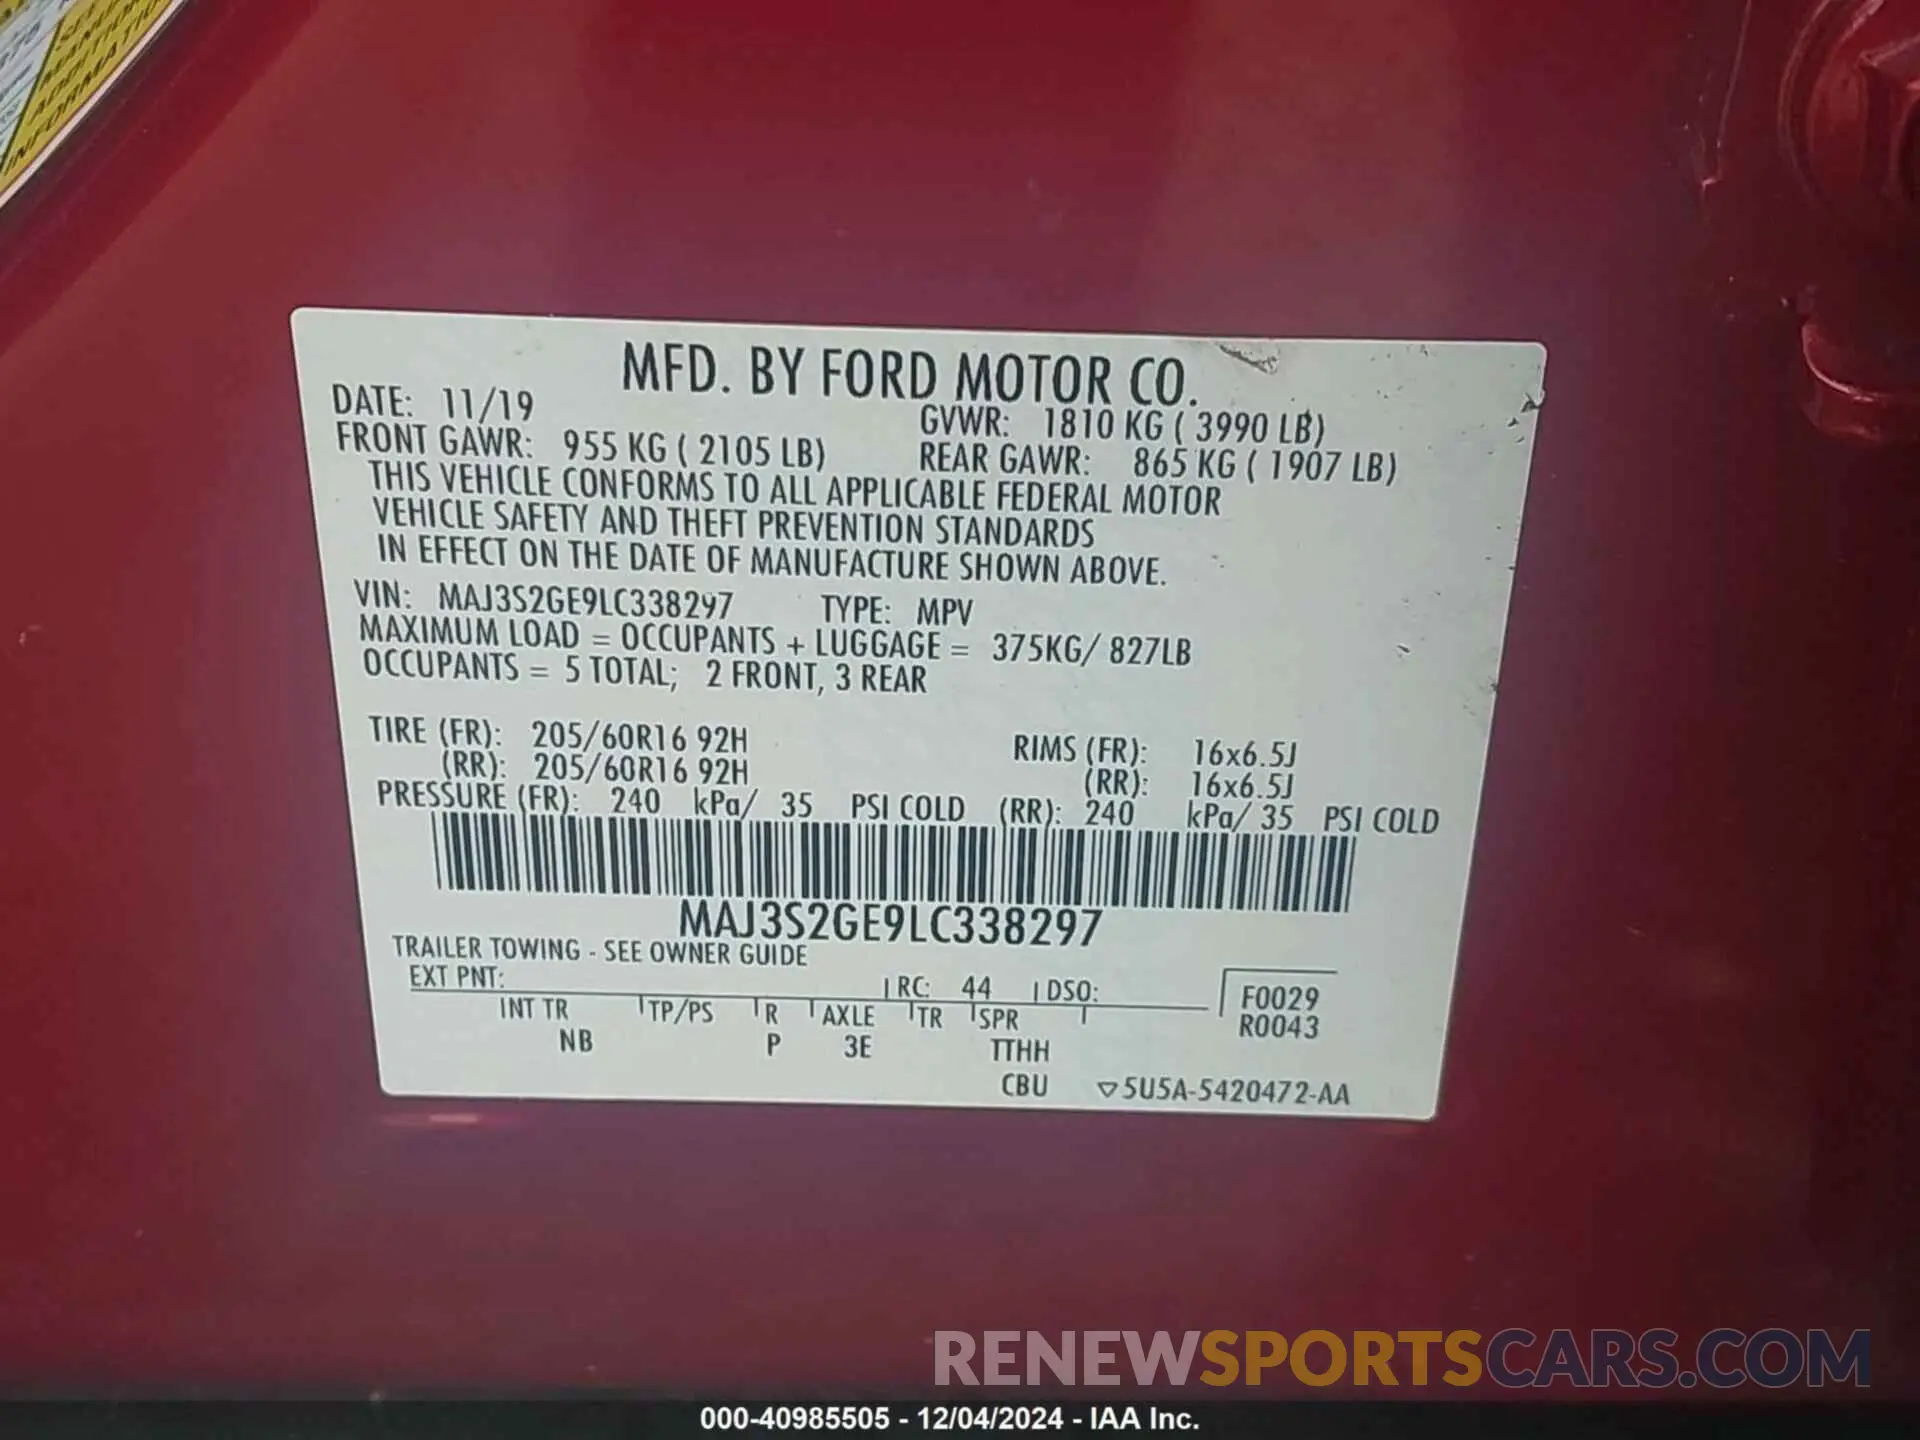 INFORMA
MFD. BY FORD MOTOR CO.
DATE: 11/19 GVWR: 1810 KG ( 3990 LB)
FRONT GAWR: 955 KG ( 2105 LB) REAR GAWR: 865 KG ( 1907 LB)
THIS VEHICLE CONFORMS TO ALL APPLICABLE FEDERAL MOTOR
VEHICLE SAFETY AND THEFT PREVENTION STANDARDS
IN EFFECT ON THE DATE OF MANUFACTURE SHOWN ABOVE.
VIN: MAJ3S2GE9LC338297 TYPE: MPV
MAXIMUM LOAD = OCCUPANTS + LUGGAGE = 375KG/ 827LB
OCCUPANTS = 5 TOTAL; 2 FRONT, 3 REAR
TIRE (FR): 205/60R16 92H RIMS (FR): 16x6.5J
(RR): 205/60R16 92H (RR): 16x6.5J
PRESSURE (FR): 240 kPa/ 35 PSI COLD (RR): 240 kPa/ 35 PSI COLD
MAJ3S2GE9LC338297
TRAILER TOWING - SEE OWNER GUIDE
EXT PNT: RC: 44 DSO: F0029
INT TR TP/PS R AXLE TR SPR R0043
NB P 3E TTHH
CBU ▽5U5A-5420472-AA
RENEWSPORTSCARS.COM
000-40985505 - 12/04/2024 - IAA Inc.